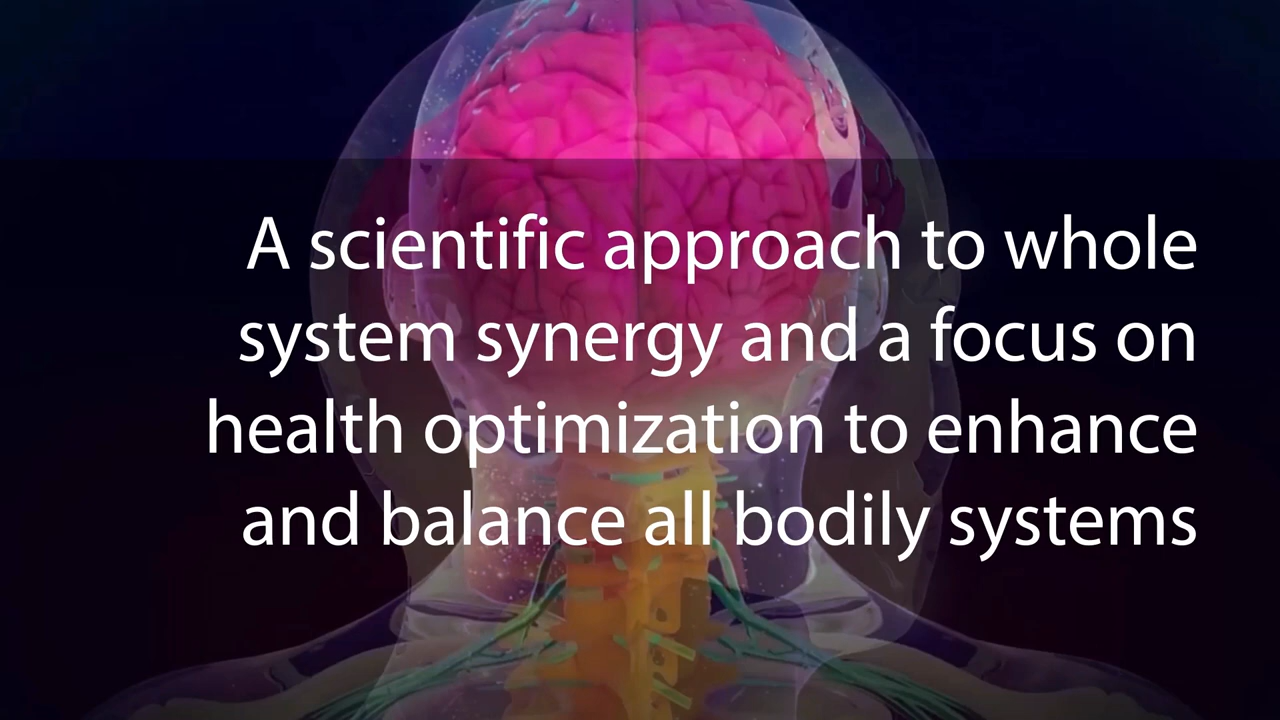 A scientific approach to whole
system synergy and a focus on
health optimization to enhance
and balance all bodily systems